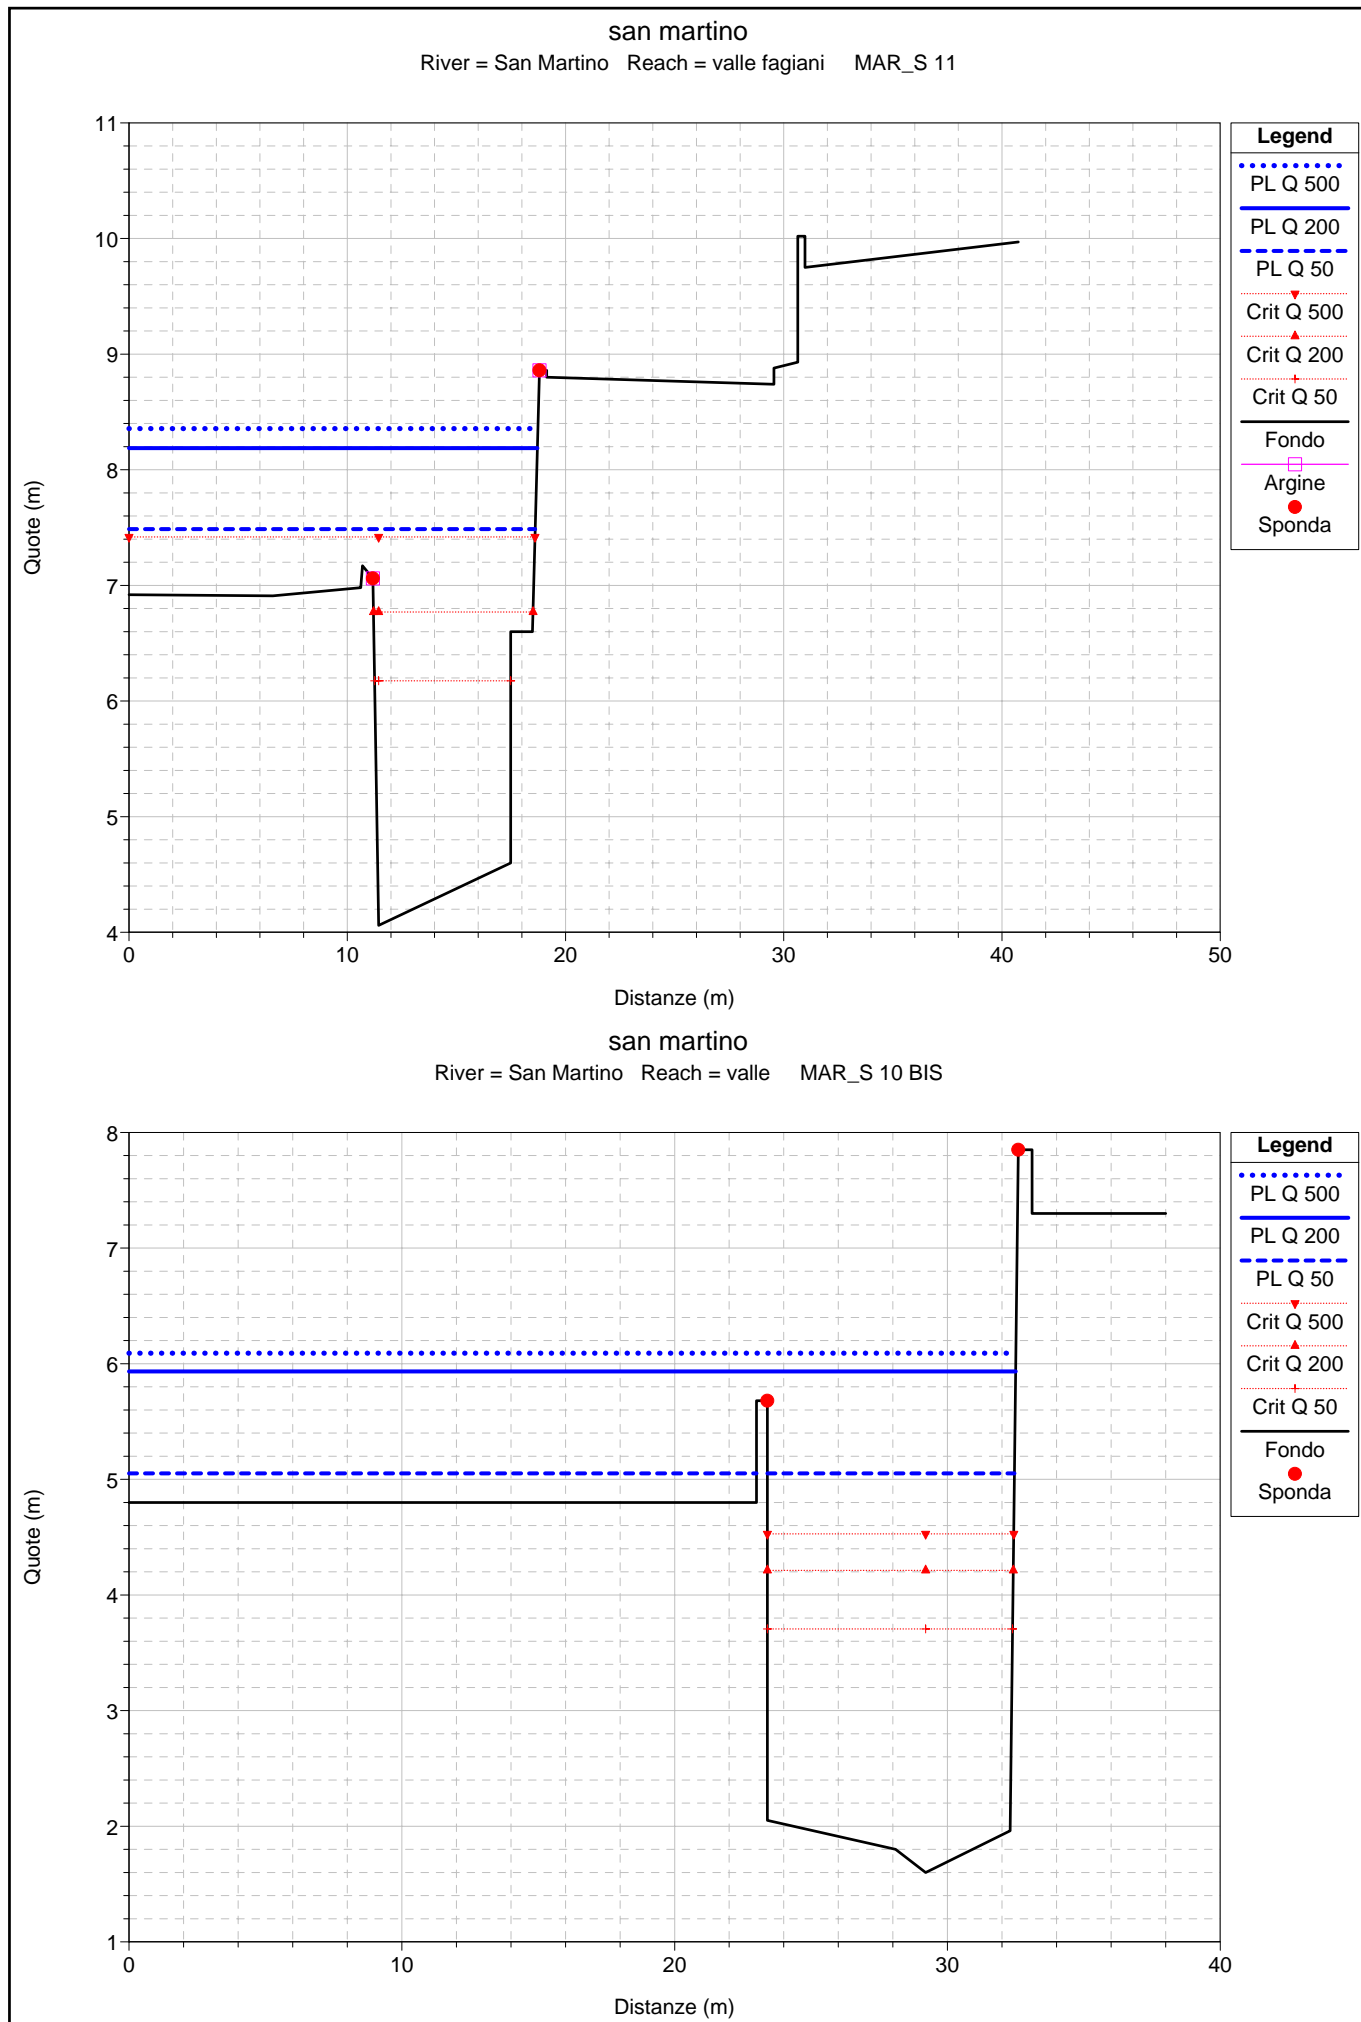 san martino
River = San Martino   Reach = valle fagiani     MAR_S 11
11
10
9
8
7
6
5
4
0
10
20
30
40
50
Quote (m)
Distanze (m)
Legend
PL Q 500
PL Q 200
PL Q 50
Crit Q 500
Crit Q 200
Crit Q 50
Fondo
Argine
Sponda
san martino
River = San Martino   Reach = valle     MAR_S 10 BIS
8
7
6
5
4
3
2
1
0
10
20
30
40
Quote (m)
Distanze (m)
Legend
PL Q 500
PL Q 200
PL Q 50
Crit Q 500
Crit Q 200
Crit Q 50
Fondo
Sponda